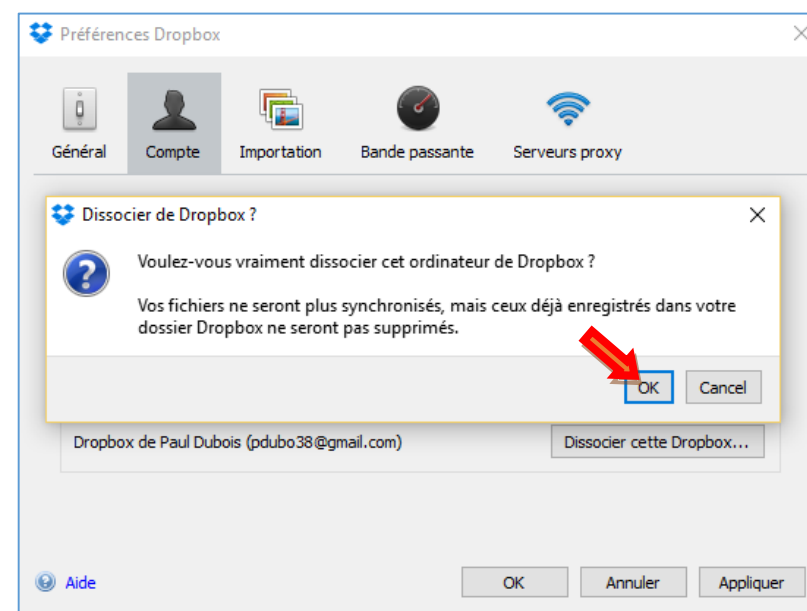 Préférences Dropbox
Général Compte Importation Bande passante Serveurs proxy
Dissocier de Dropbox ?
Voulez-vous vraiment dissocier cet ordinateur de Dropbox ?
Vos fichiers ne seront plus synchronisés, mais ceux déjà enregistrés dans votre
dossier Dropbox ne seront pas supprimés.
OK Cancel
Dropbox de Paul Dubois (pdubo38@gmail.com) Dissocier cette Dropbox...
Aide OK Annuler Appliquer